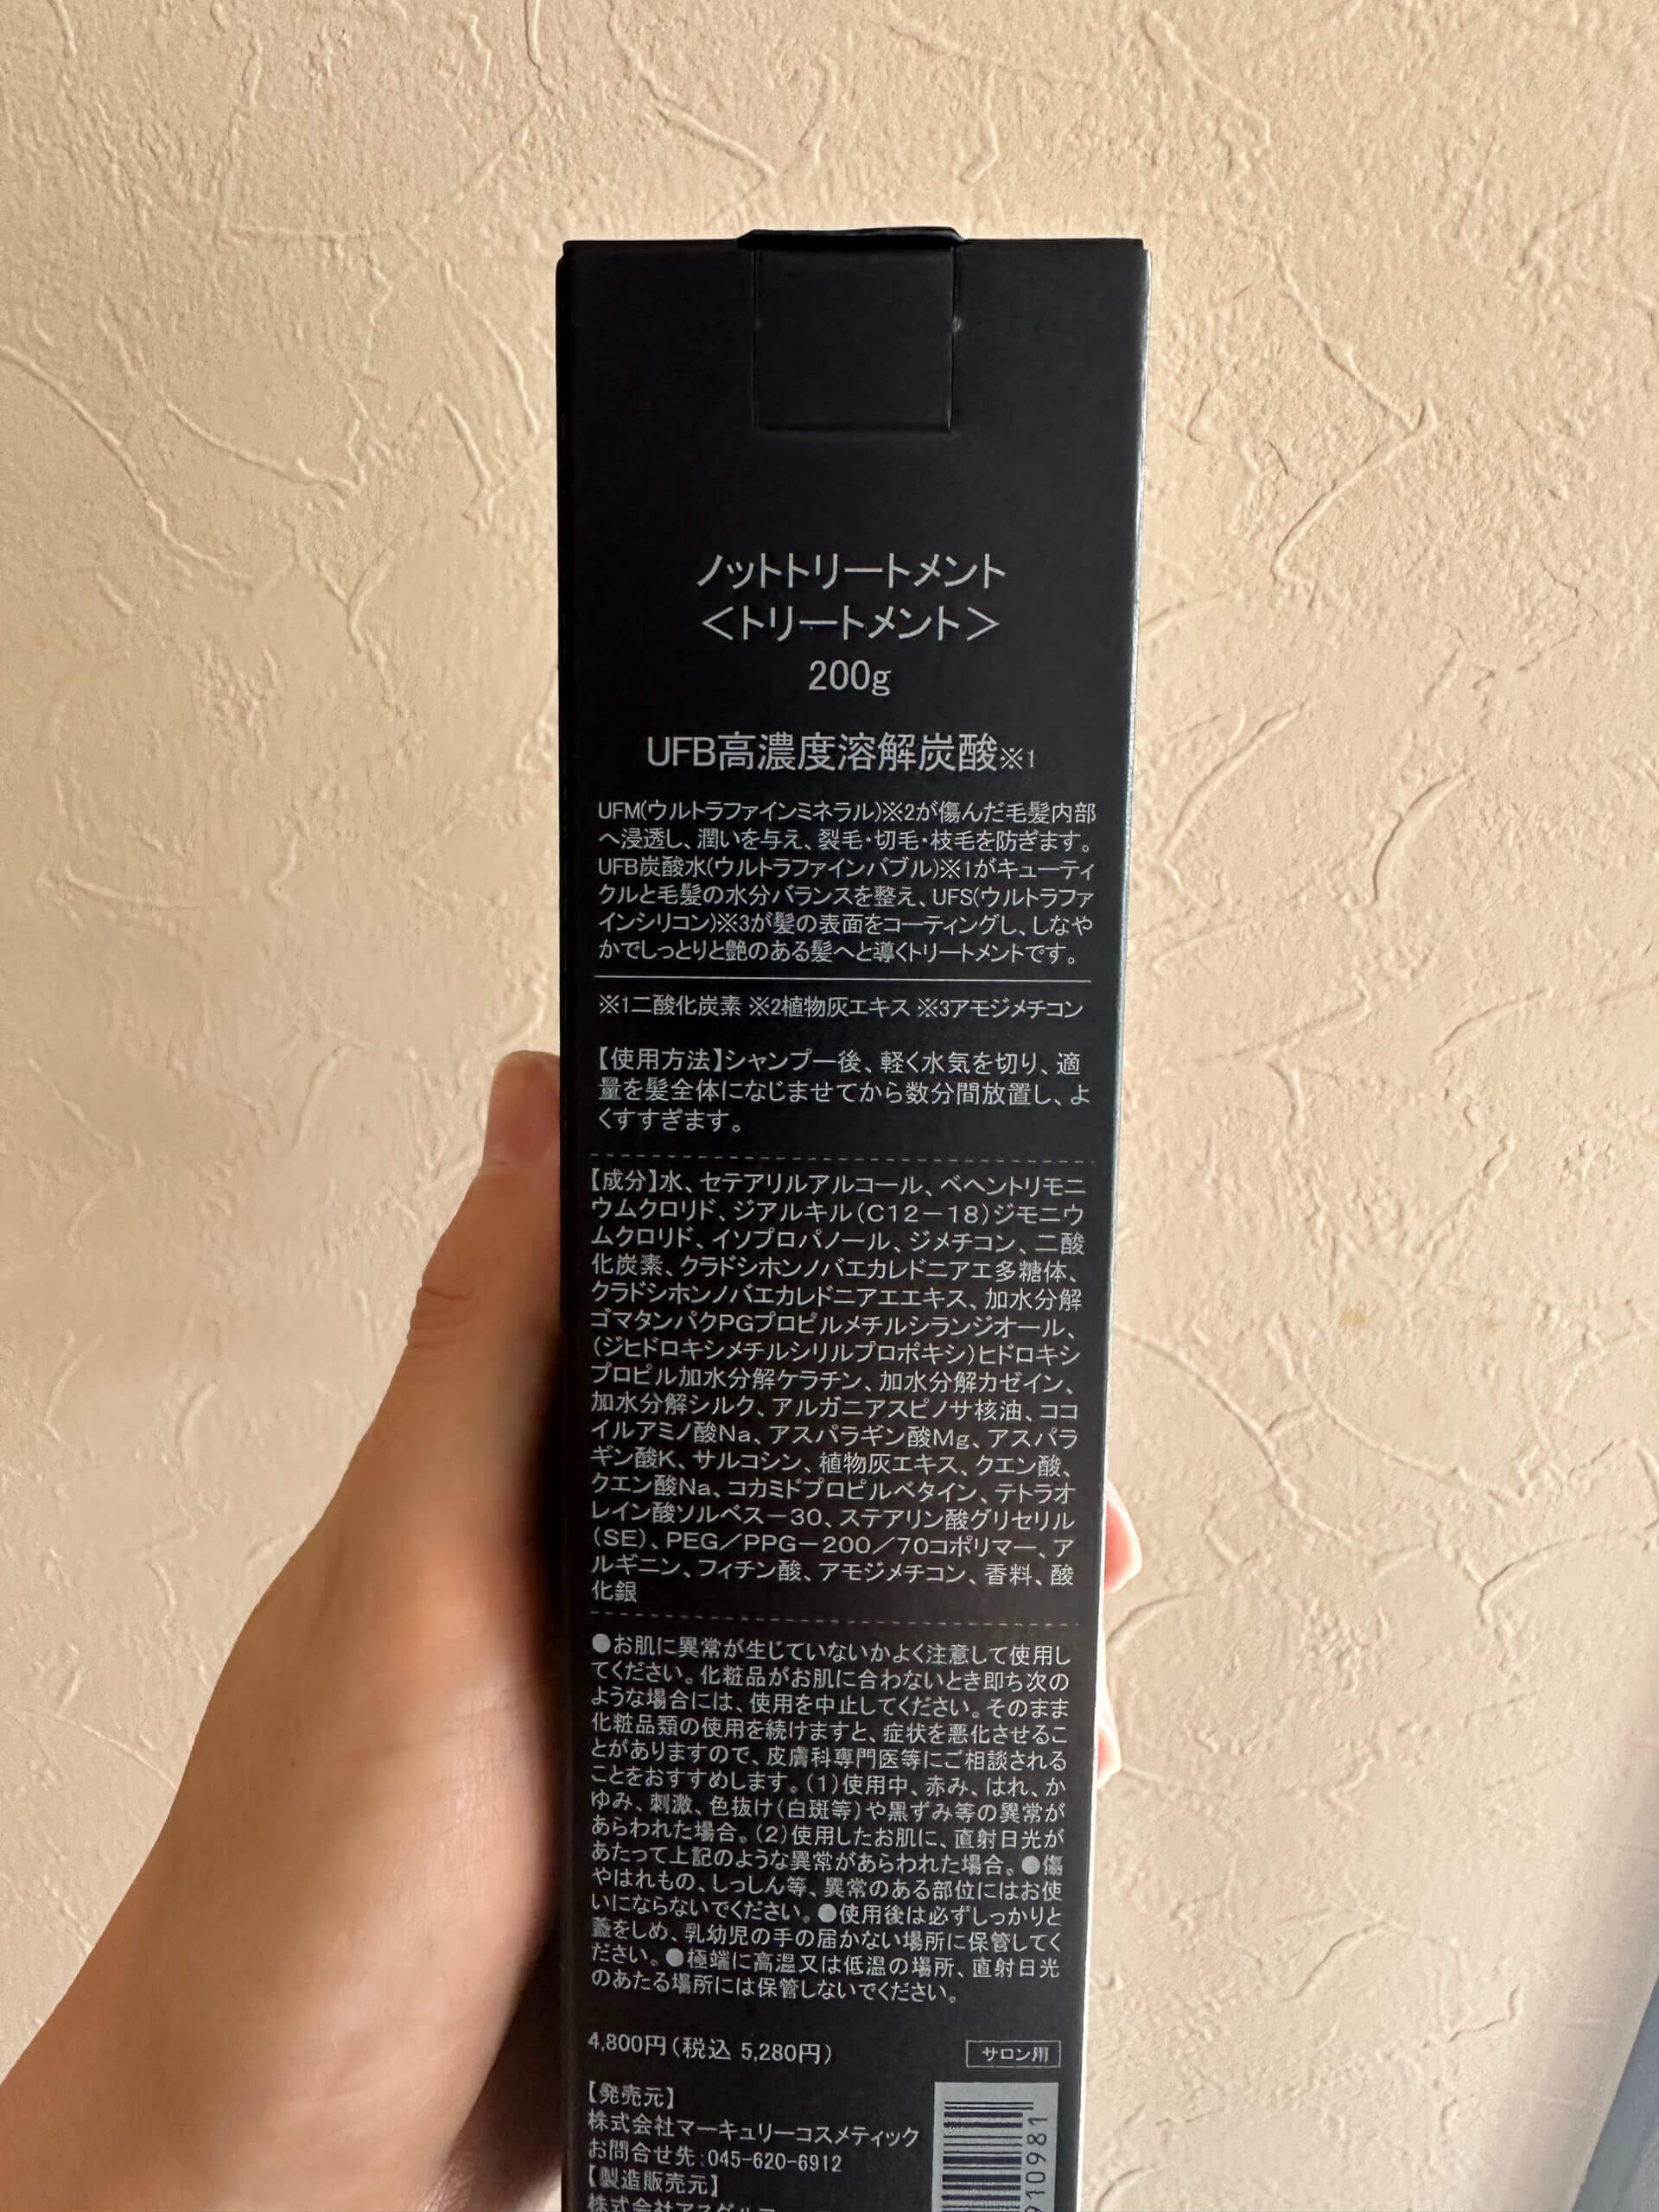 ノットトリートメント
＜トリートメント＞
200g
UFB高濃度溶解炭酸※1
UFM(ウルトラファインミネラル)※2が傷んだ毛髪内部
へ浸透し、潤いを与え、裂毛・切毛・枝毛を防ぎます。
UFB炭酸水(ウルトラファインバブル)※1がキューティ
クルと毛髪の水分バランスを整え、UFS(ウルトラファ
インシリコン)※3が髪の表面をコーティングし、しなや
かでしっとりと艶のある髪へと導くトリートメントです。
※1二酸化炭素 ※2植物灰エキス ※3アモジメチコン
【使用方法】シャンプー後、軽く水気を切り、適
量を髪全体になじませてから数分間放置し、よ
くすすぎます。
【成分】水、セテアリルアルコール、ベヘントリモニ
ウムクロリド、ジアルキル(C12－18)ジモニウ
ムクロリド、イソプロパノール、ジメチコン、二酸
化炭素、クラドシホンノバエカレドニアエ多糖体、
クラドシホンノバエカレドニアエエキス、加水分解
ゴマタンパクPGプロピルメチルシランジオール、
(ジヒドロキシメチルシリルプロポキシ)ヒドロキシ
プロピル加水分解ケラチン、加水分解カゼイン、
加水分解シルク、アルガニアスピノサ核油、ココ
イルアミノ酸Na、アスパラギン酸Mg、アスパラ
ギン酸K、サルコシン、植物灰エキス、クエン酸、
クエン酸Na、コカミドプロピルベタイン、テトラオ
レイン酸ソルベス－30、ステアリン酸グリセリル
(SE)、PEG／PPG－200／70コポリマー、ア
ルギニン、フィチン酸、アモジメチコン、香料、酸
化銀
●お肌に異常が生じていないかよく注意して使用し
てください。化粧品がお肌に合わないとき即ち次の
ような場合には、使用を中止してください。そのまま
化粧品類の使用を続けますと、症状を悪化させるこ
とがありますので、皮膚科専門医等にご相談される
ことをおすすめします。(1)使用中、赤み、はれ、か
ゆみ、刺激、色抜け(白斑等)や黒ずみ等の異常が
あらわれた場合。(2)使用したお肌に、直射日光が
あたって上記のような異常があらわれた場合。●傷
やはれもの、しっしん等、異常のある部位にはお使
いにならないでください。●使用後は必ずしっかりと
蓋をしめ、乳幼児の手の届かない場所に保管してく
ださい。●極端に高温又は低温の場所、直射日光
のあたる場所には保管しないでください。
4,800円(税込 5,280円)
サロン用
【発売元】
株式会社マーキュリーコスメティック
お問合せ先:045-620-6912
【製造販売元】
株式会社
910981